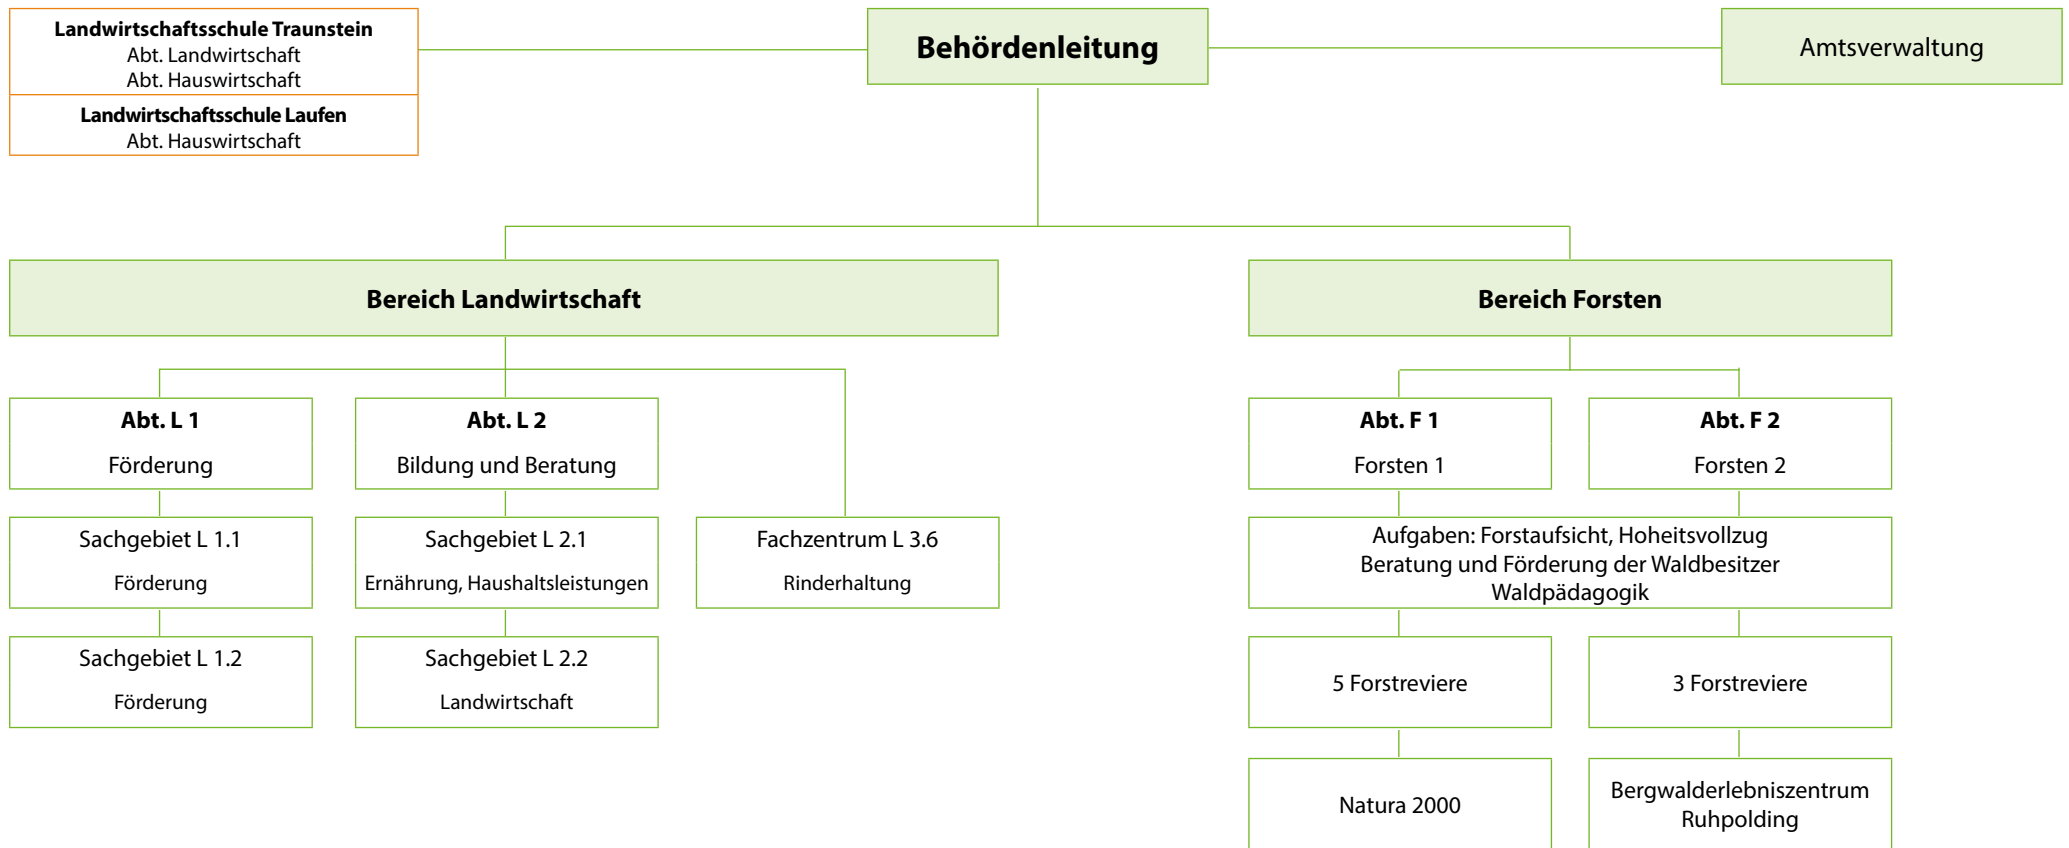 Landwirtschaftsschule Traunstein
Abt. Landwirtschaft
Abt. Hauswirtschaft
Landwirtschaftsschule Laufen
Abt. Hauswirtschaft
Behördenleitung
Amtsverwaltung
Bereich Landwirtschaft
Bereich Forsten
Abt. L 1
Förderung
Abt. L 2
Bildung und Beratung
Abt. F 1
Forsten 1
Abt. F 2
Forsten 2
Sachgebiet L 1.1
Förderung
Sachgebiet L 2.1
Ernährung, Haushaltsleistungen
Fachzentrum L 3.6
Rinderhaltung
Aufgaben: Forstaufsicht, Hoheitsvollzug
Beratung und Förderung der Waldbesitzer
Waldpädagogik
Sachgebiet L 1.2
Förderung
Sachgebiet L 2.2
Landwirtschaft
5 Forstreviere
3 Forstreviere
Natura 2000
Bergwalderlebniszentrum
Ruhpolding